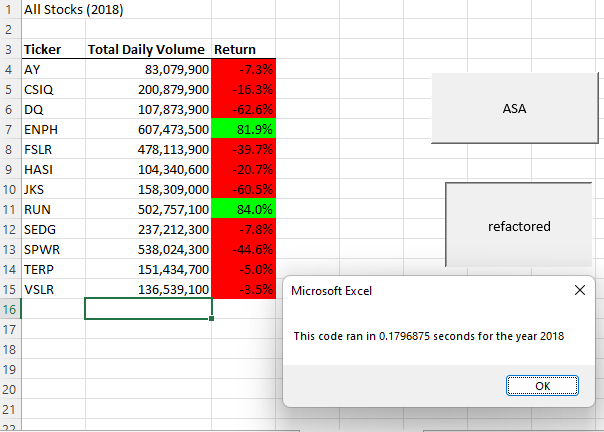 1 All Stocks (2018)
2
3 Ticker Total Daily Volume Return
4 AY 83,079,900 -7.3%
5 CSIQ 200,879,900 -16.3%
6 DQ 107,873,900 -62.6%
7 ENPH 607,473,500 81.9%
8 FSLR 478,113,900 -39.7%
9 HASI 104,340,600 -20.7%
10 JKS 158,309,000 -60.5%
11 RUN 502,757,100 84.0%
12 SEDG 237,212,300 -7.8%
13 SPWR 538,024,300 -44.6%
14 TERP 151,434,700 -5.0%
15 VSLR 136,539,100 -3.5%
16
17
18
19
20
21
22
ASA
refactored
Microsoft Excel
This code ran in 0.1796875 seconds for the year 2018
OK